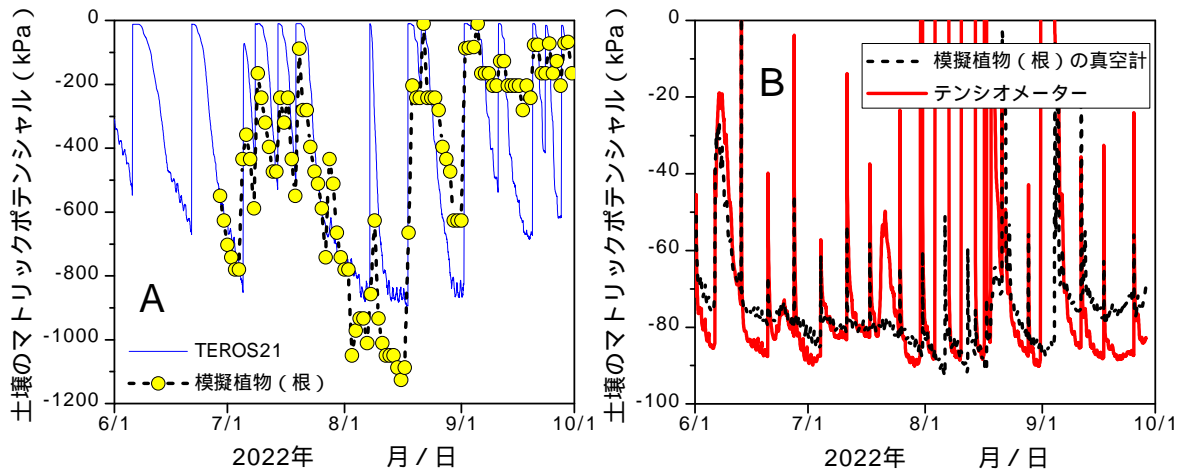 土壌のマトリックポテンシャル（kPa）
0
-200
-400
-600
-800
-1000
-1200
A
TEROS21
模擬植物（根）
6/1
7/1
8/1
9/1
10/1
2022年 月／日
土壌のマトリックポテンシャル（kPa）
0
-20
-40
-60
-80
-100
B
模擬植物（根）の真空計
テンシオメーター
6/1
7/1
8/1
9/1
10/1
2022年 月／日